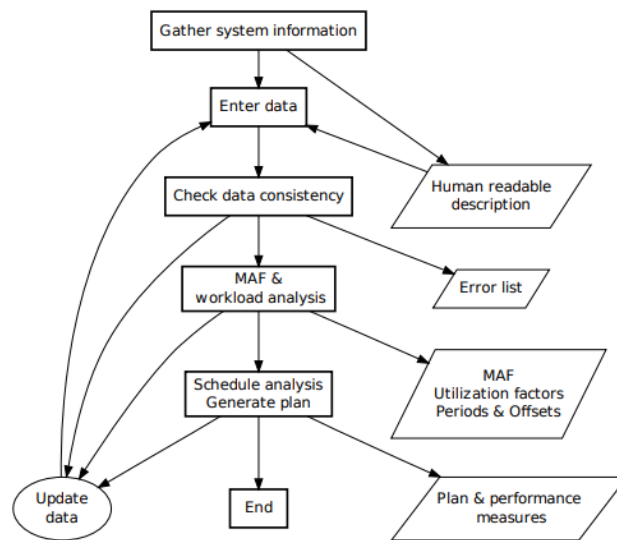 Gather system information
Enter data
Human readable
description
Check data consistency
MAF &
workload analysis
Error list
Schedule analysis
Generate plan
MAF
Utilization factors
Periods & Offsets
Update
data
End
Plan & performance
measures